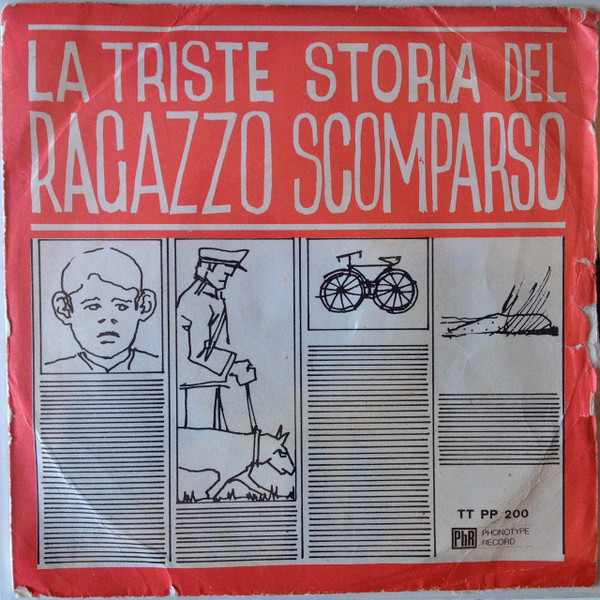 LA TRISTE STORIA DEL
RAGAZZO SCOMPARSO
TT PP 200
PhR PHONOTYPE
RECORD